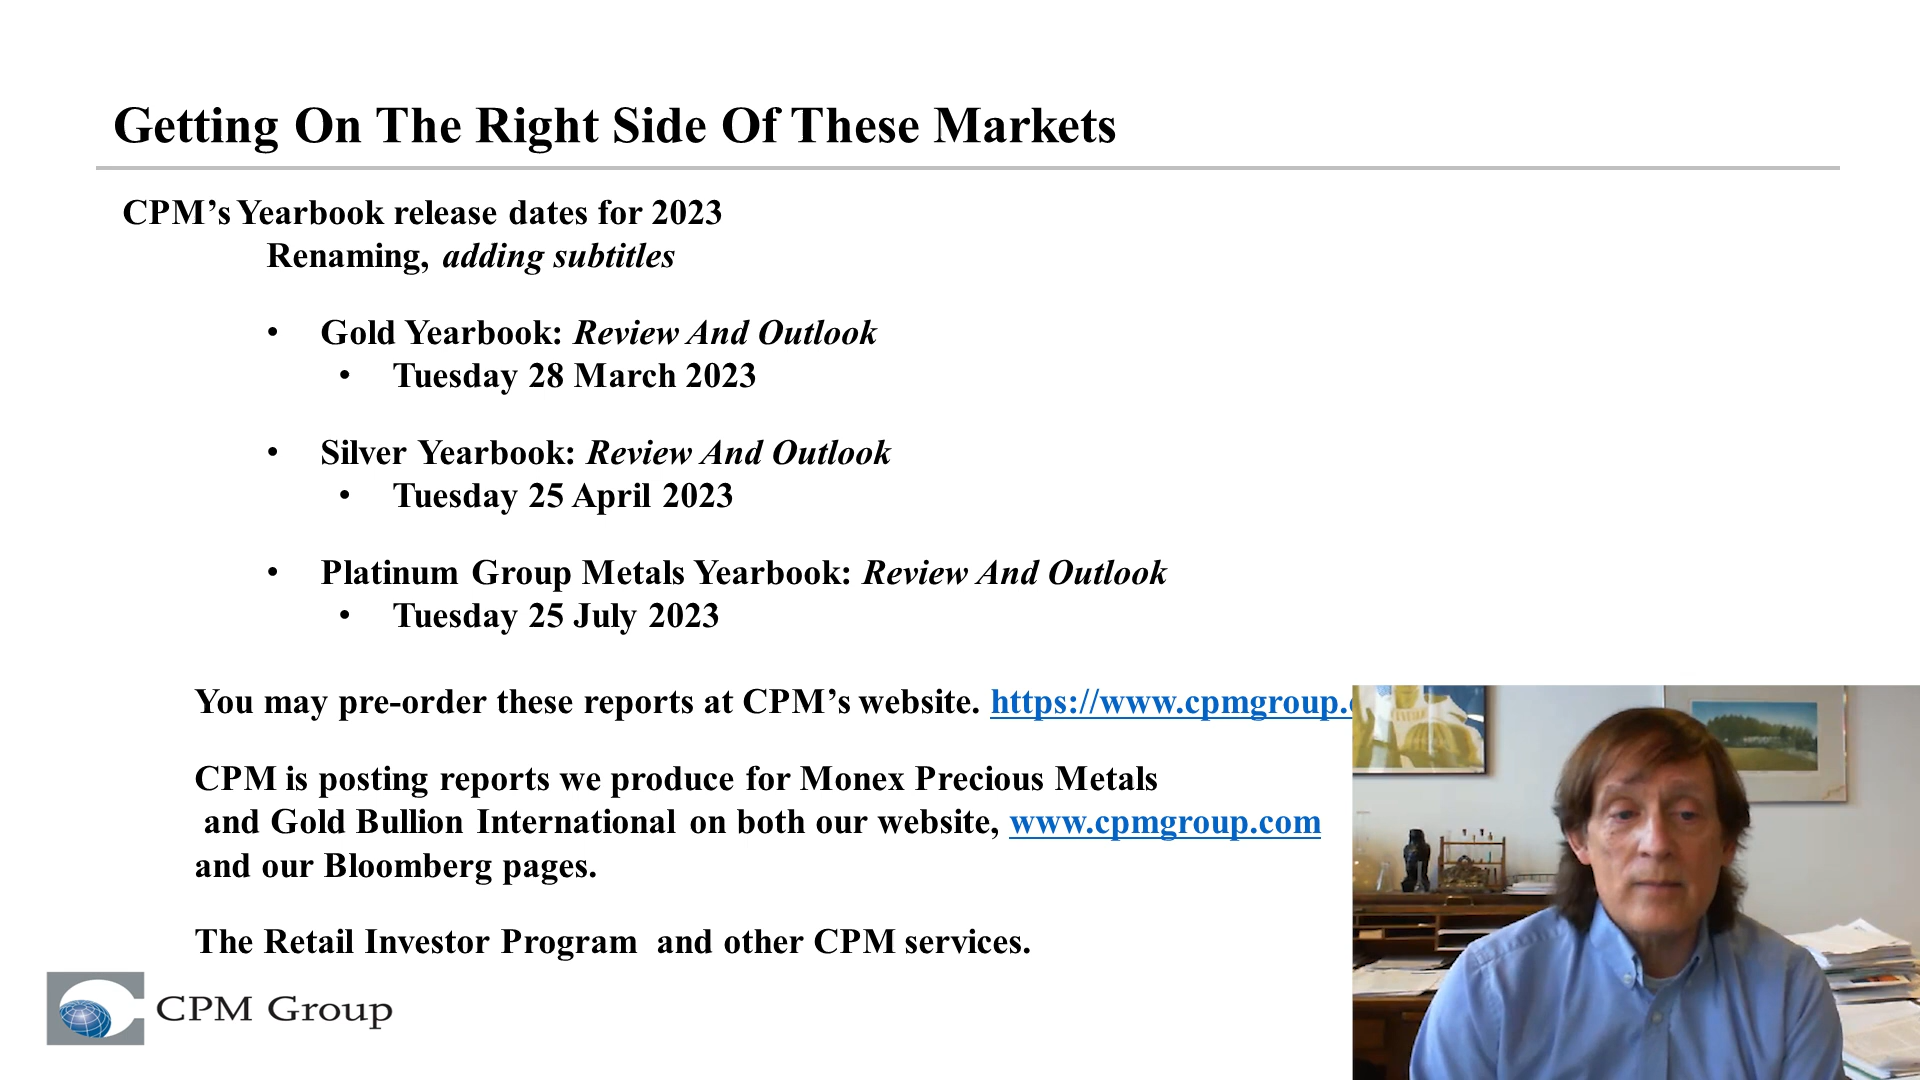 Getting On The Right Side Of These Markets
CPM’s Yearbook release dates for 2023
Renaming, adding subtitles
• Gold Yearbook: Review And Outlook
• Tuesday 28 March 2023
• Silver Yearbook: Review And Outlook
• Tuesday 25 April 2023
• Platinum Group Metals Yearbook: Review And Outlook
• Tuesday 25 July 2023
You may pre-order these reports at CPM’s website. https://www.cpmgroup.
CPM is posting reports we produce for Monex Precious Metals
and Gold Bullion International on both our website, www.cpmgroup.com
and our Bloomberg pages.
The Retail Investor Program and other CPM services.
CPM Group